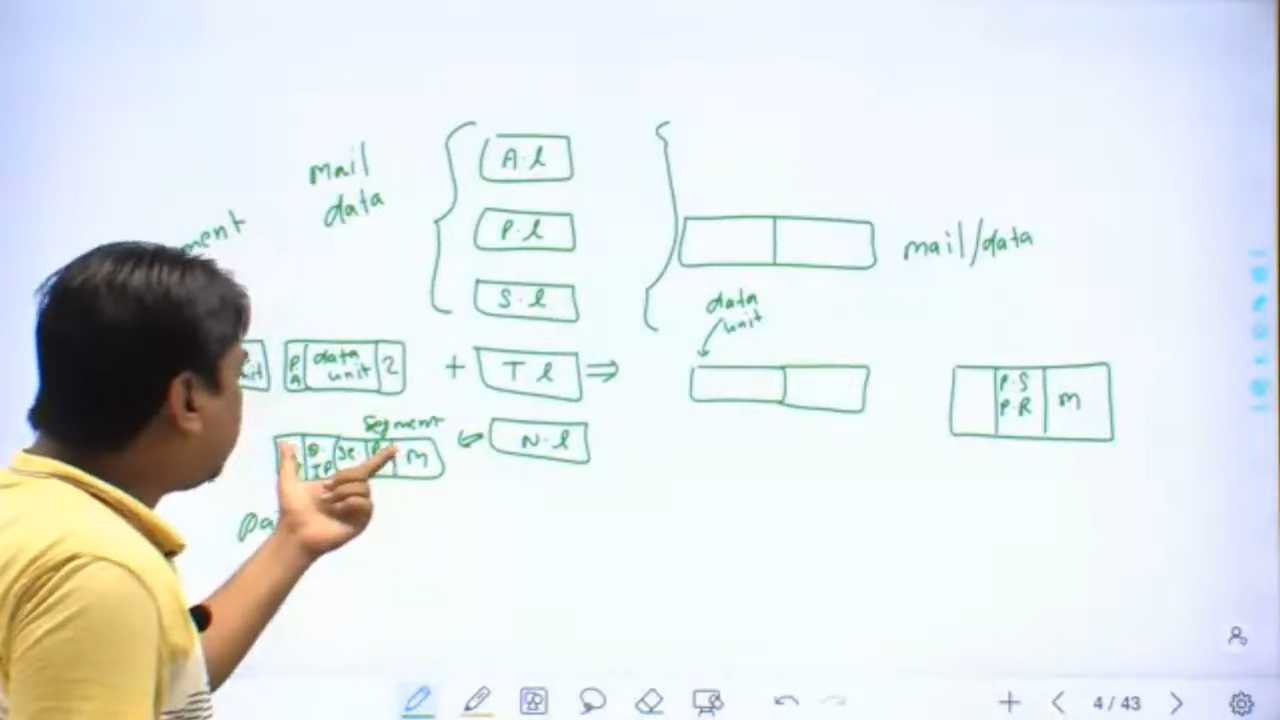 mail
data
A.l
P.l
S.l
mail/data
data
unit
P
A
data
unit
2
+
T l
⇒
P.S
P.R
m
Segment
N.l
m
4 / 43